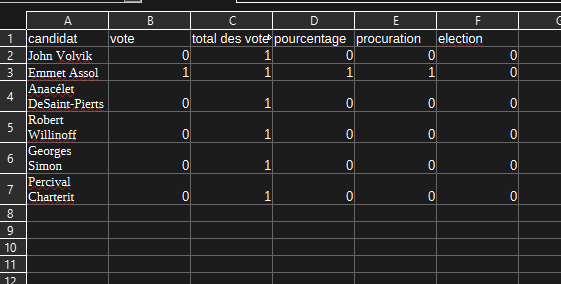 A B C D E F G
1 candidat vote total des vote pourcentage procuration election
2 John Volvik 0 1 0 0 0
3 Emmet Assol 1 1 1 1 0
Anacélet
4 DeSaint-Pierts 0 1 0 0 0
Robert
5 Willinoff 0 1 0 0 0
Georges
6 Simon 0 1 0 0 0
Percival
7 Charterit 0 1 0 0 0
8
9
10
11
12